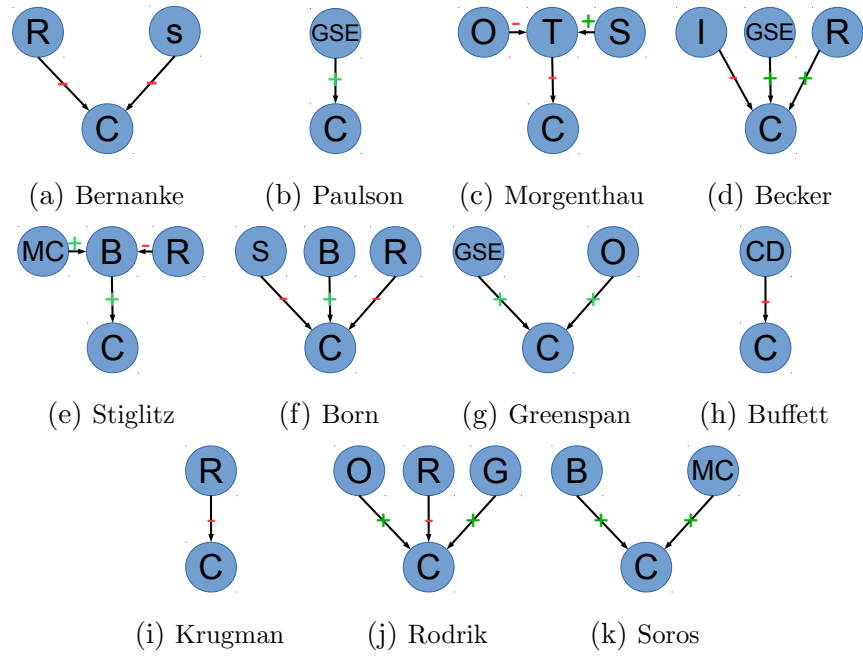 R s GSE O - T + S I GSE R
- - + - - + +
C C C C
(a) Bernanke (b) Paulson (c) Morgenthau (d) Becker
MC + B - R S B R GSE O CD
+ - + - + + -
C C C C
(e) Stiglitz (f) Born (g) Greenspan (h) Buffett
R O R G B MC
- + - + + +
C C C
(i) Krugman (j) Rodrik (k) Soros